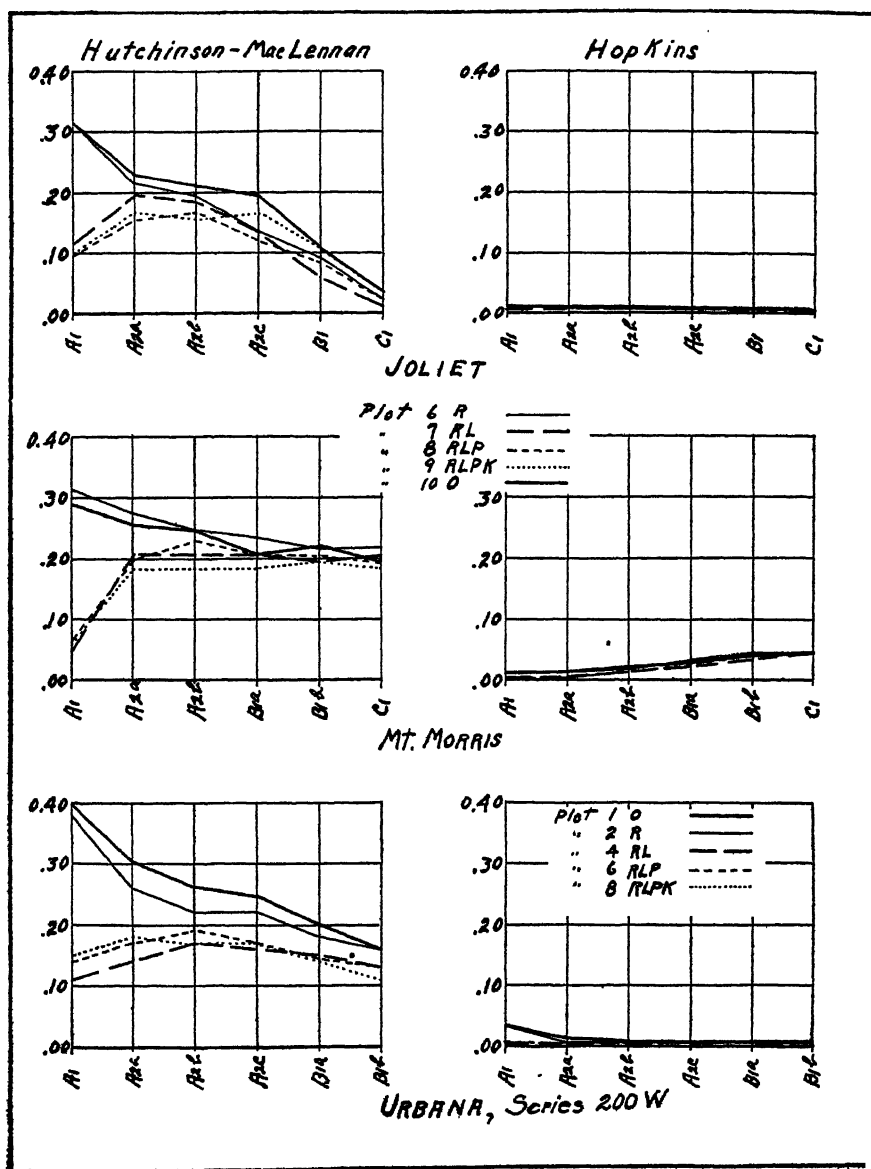 Hutchinson-MacLennan
Hopkins
0.40
.30
.20
.10
.00
A1 A2a A2b A2c B1 C1
0.40
.30
.20
.10
.00
A1 A2a A2b A2c B1 C1
JOLIET
Plot 6 R
" 7 RL
" 8 RLP
" 9 RLPK
" 10 O
0.40
.30
.20
.10
.00
A1 A2a A2b B1a B1b C1
0.40
.30
.20
.10
.00
A1 A2a A2b B1a B1b C1
MT. MORRIS
0.40
.30
.20
.10
.00
A1 A2a A2b A2c B1a B1b
Plot 1 O
" 2 R
" 4 RL
" 6 RLP
" 8 RLPK
0.40
.30
.20
.10
.00
A1 A2a A2b A2c B1a B1b
URBANA, Series 200 W